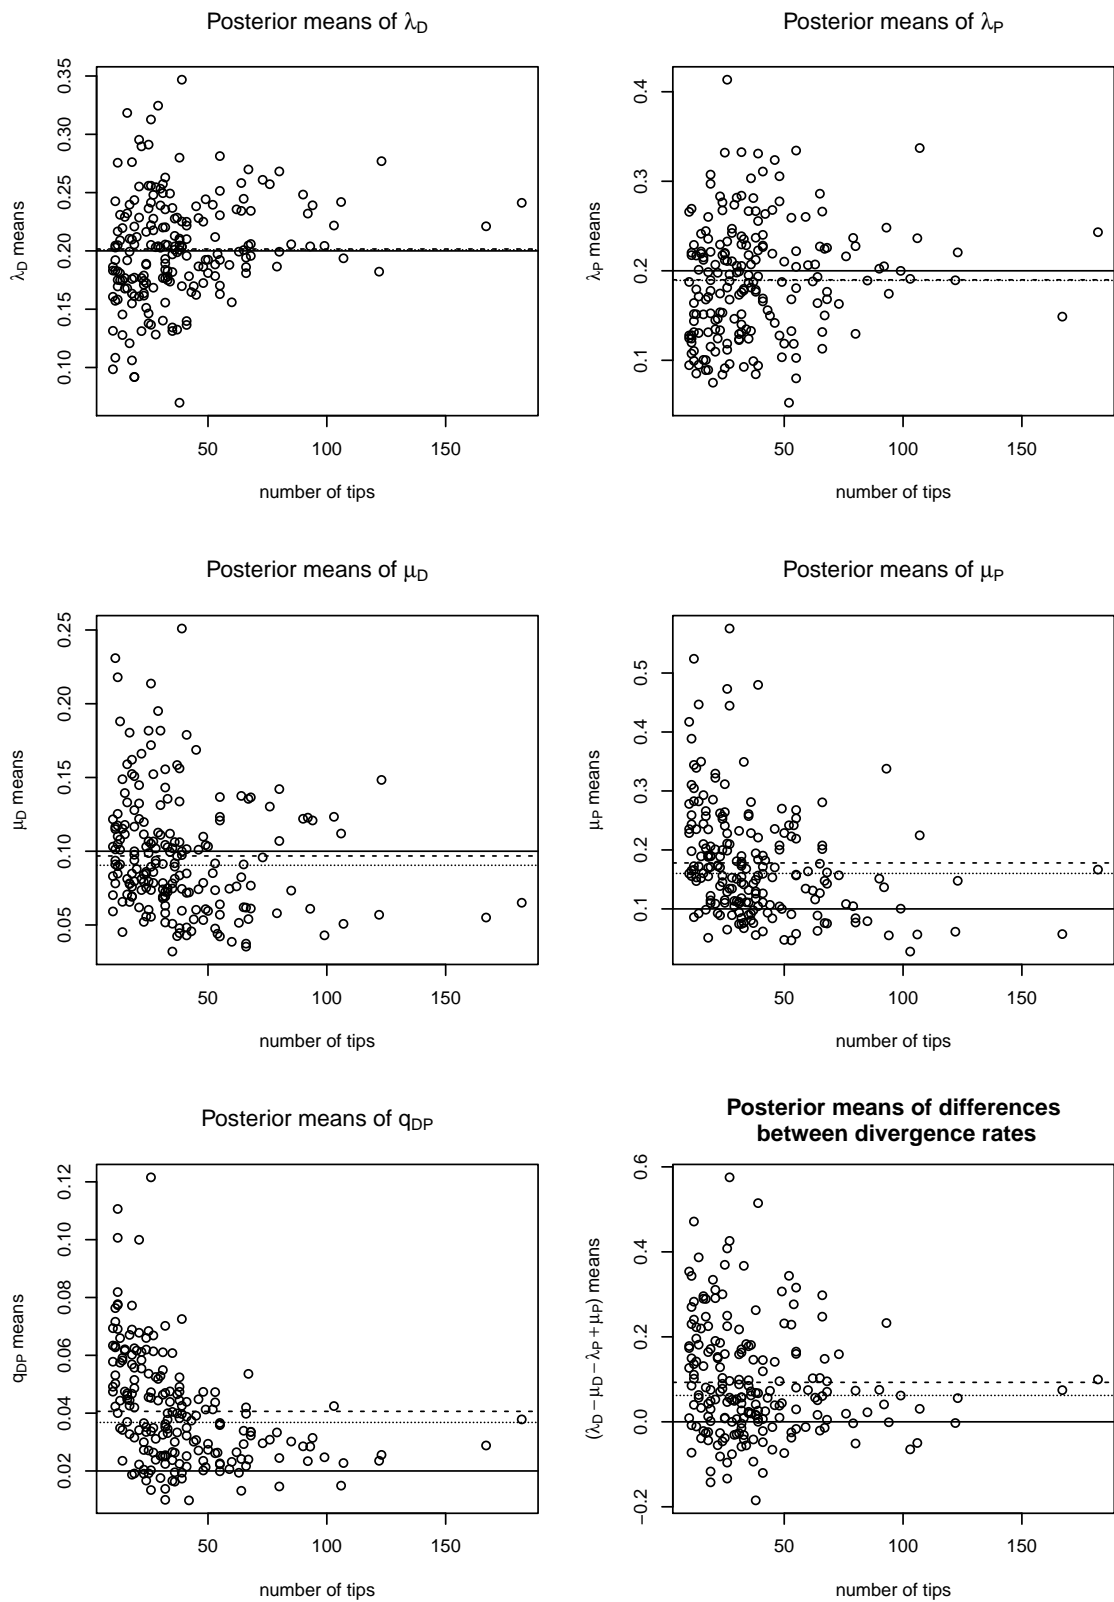 Posterior means of λD
Posterior means of λP
λD means
0.10 0.15 0.20 0.25 0.30 0.35
50 100 150
number of tips
λP means
0.1 0.2 0.3 0.4
50 100 150
number of tips
Posterior means of μD
Posterior means of μP
μD means
0.05 0.10 0.15 0.20 0.25
50 100 150
number of tips
μP means
0.1 0.2 0.3 0.4 0.5
50 100 150
number of tips
Posterior means of qDP
Posterior means of differences
between divergence rates
qDP means
0.02 0.04 0.06 0.08 0.10 0.12
50 100 150
number of tips
(λD − μD − λP + μP) means
−0.2 0.0 0.2 0.4 0.6
50 100 150
number of tips